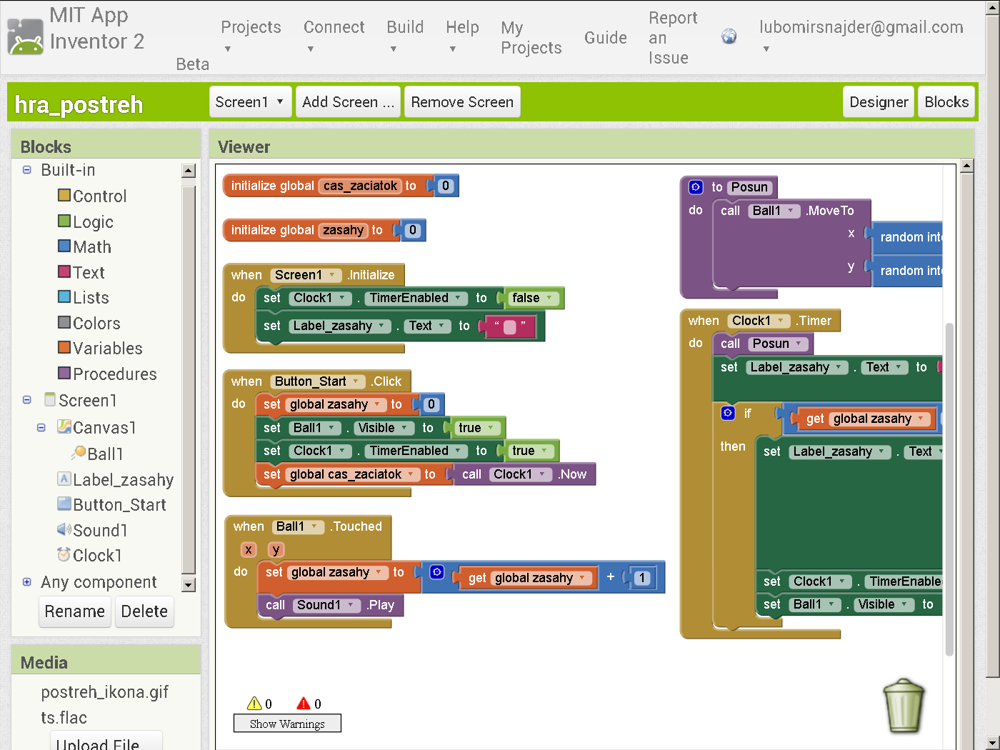 MIT App
Inventor 2
Beta
Projects
Connect
Build
Help
My
Projects
Guide
Report
an
Issue
lubomirsnajder@gmail.com
hra_postreh
Screen1
Add Screen ...
Remove Screen
Designer
Blocks
Blocks
Built-in
Control
Logic
Math
Text
Lists
Colors
Variables
Procedures
Screen1
Canvas1
Ball1
Label_zasahy
Button_Start
Sound1
Clock1
Any component
Rename
Delete
Media
postreh_ikona.gif
ts.flac
Upload File
Viewer
initialize global cas_zaciatok to 0
initialize global zasahy to 0
when Screen1 .Initialize
do set Clock1 . TimerEnabled to false
set Label_zasahy . Text to “ ”
when Button_Start .Click
do set global zasahy to 0
set Ball1 . Visible to true
set Clock1 . TimerEnabled to true
set global cas_zaciatok to call Clock1 .Now
when Ball1 .Touched
x y
do set global zasahy to get global zasahy + 1
call Sound1 .Play
to Posun
do call Ball1 .MoveTo
x random inte
y random inte
when Clock1 .Timer
do call Posun
set Label_zasahy . Text to
if get global zasahy
then set Label_zasahy . Text
set Clock1 . TimerEnable
set Ball1 . Visible to
0 0
Show Warnings